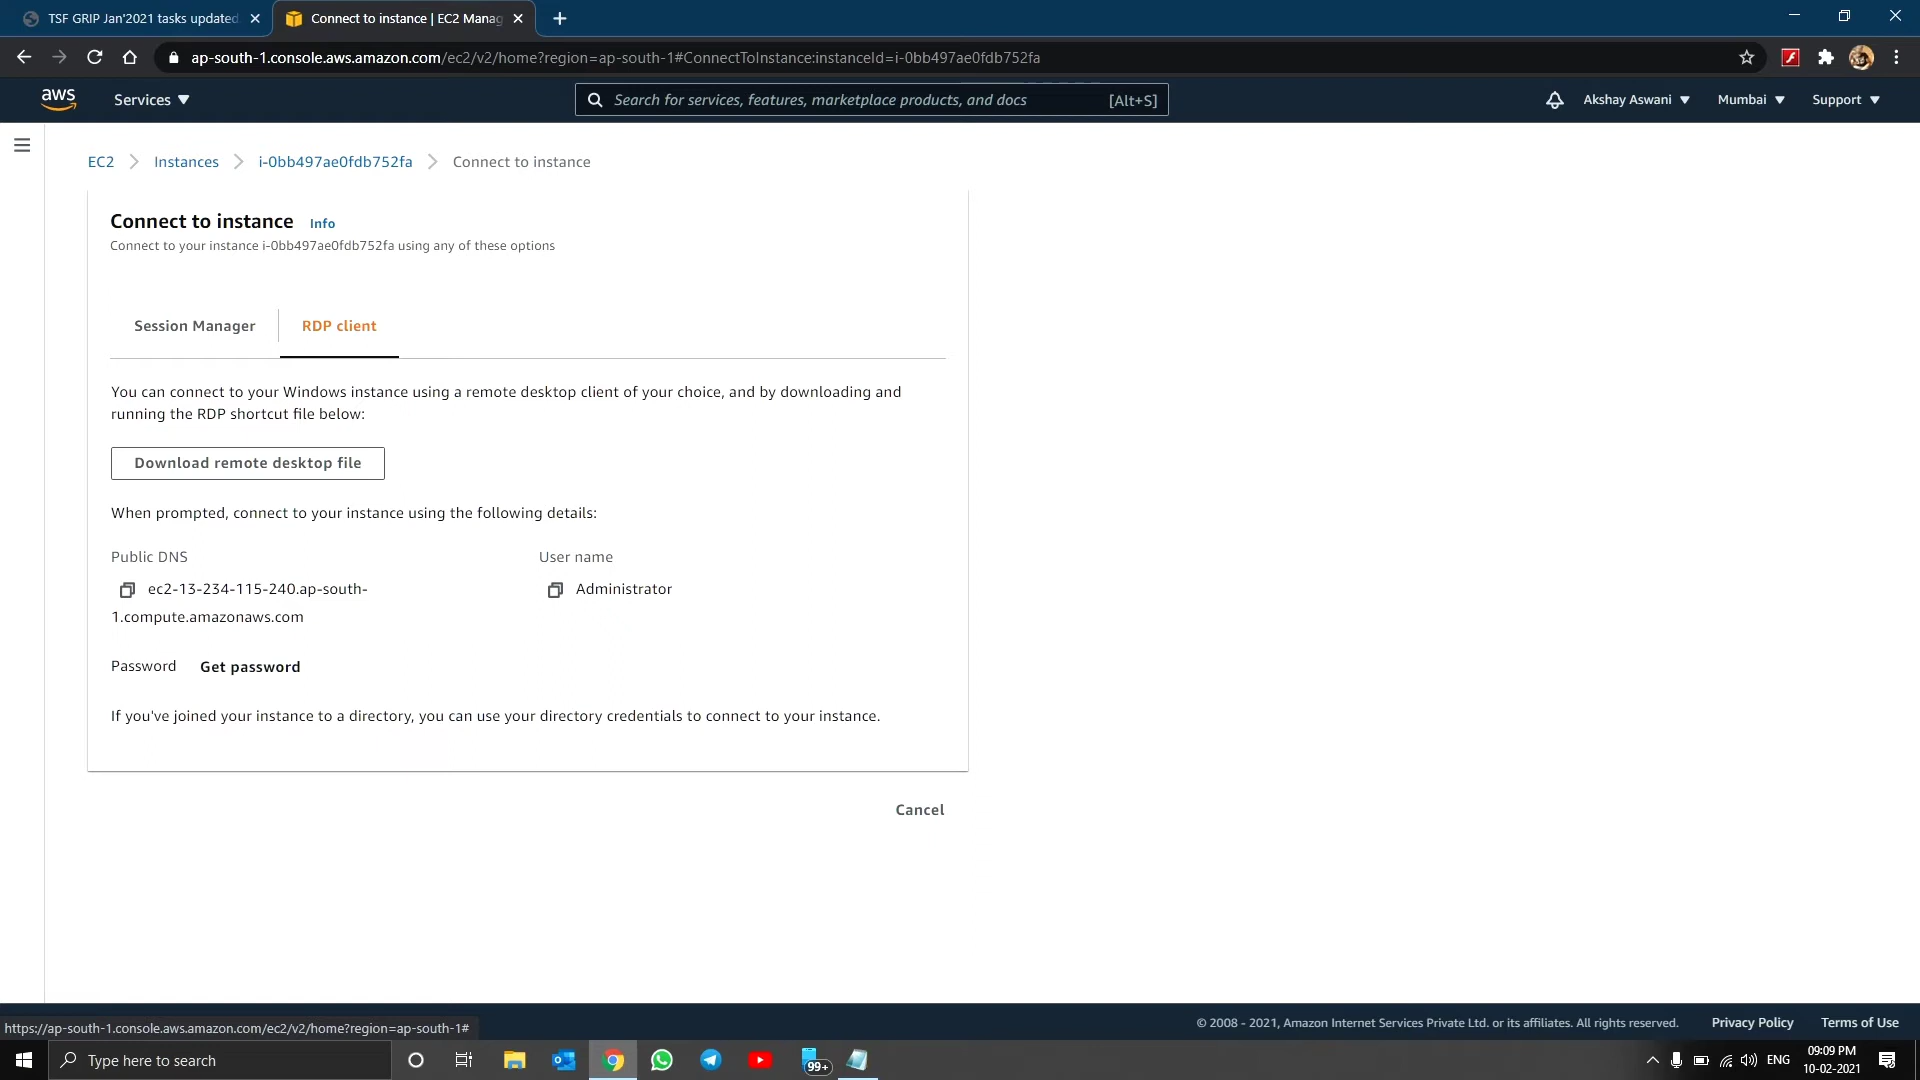 TSF GRIP Jan'2021 tasks updated
Connect to instance | EC2 Manag
ap-south-1.console.aws.amazon.com/ec2/v2/home?region=ap-south-1#ConnectToInstance:instanceId=i-0bb497ae0fdb752fa
aws
Services
Search for services, features, marketplace products, and docs
[Alt+S]
Akshay Aswani
Mumbai
Support
EC2
Instances
i-0bb497ae0fdb752fa
Connect to instance
Connect to instance Info
Connect to your instance i-0bb497ae0fdb752fa using any of these options
Session Manager
RDP client
You can connect to your Windows instance using a remote desktop client of your choice, and by downloading and
running the RDP shortcut file below:
Download remote desktop file
When prompted, connect to your instance using the following details:
Public DNS
User name
ec2-13-234-115-240.ap-south-
1.compute.amazonaws.com
Administrator
Password
Get password
If you've joined your instance to a directory, you can use your directory credentials to connect to your instance.
Cancel
https://ap-south-1.console.aws.amazon.com/ec2/v2/home?region=ap-south-1#
© 2008 - 2021, Amazon Internet Services Private Ltd. or its affiliates. All rights reserved.
Privacy Policy
Terms of Use
Type here to search
99+
ENG
09:09 PM
10-02-2021